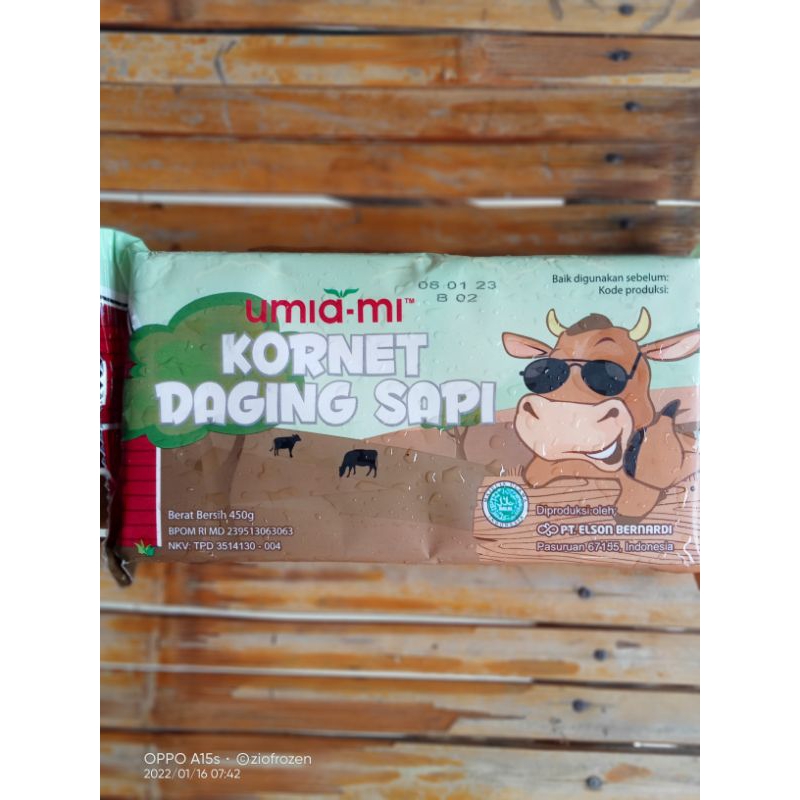 06 01 23
B 02
Baik digunakan sebelum:
Kode produksi:
umia-mi™
KORNET
DAGING SAPI
Berat Bersih 450g
BPOM RI MD 239513063063
NKV: TPD 3514130 - 004
HALAL
Diproduksi oleh:
PT. ELSON BERNARDI
Pasuruan 67155, Indonesia
OPPO A15s · ©ziofrozen
2022/01/16 07:42